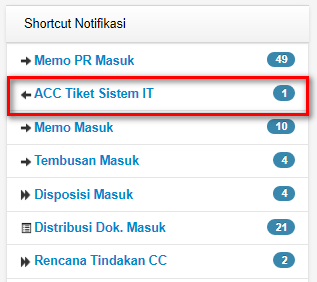 Shortcut Notifikasi
Memo PR Masuk 49
ACC Tiket Sistem IT 1
Memo Masuk 10
Tembusan Masuk 4
Disposisi Masuk 4
Distribusi Dok. Masuk 21
Rencana Tindakan CC 2